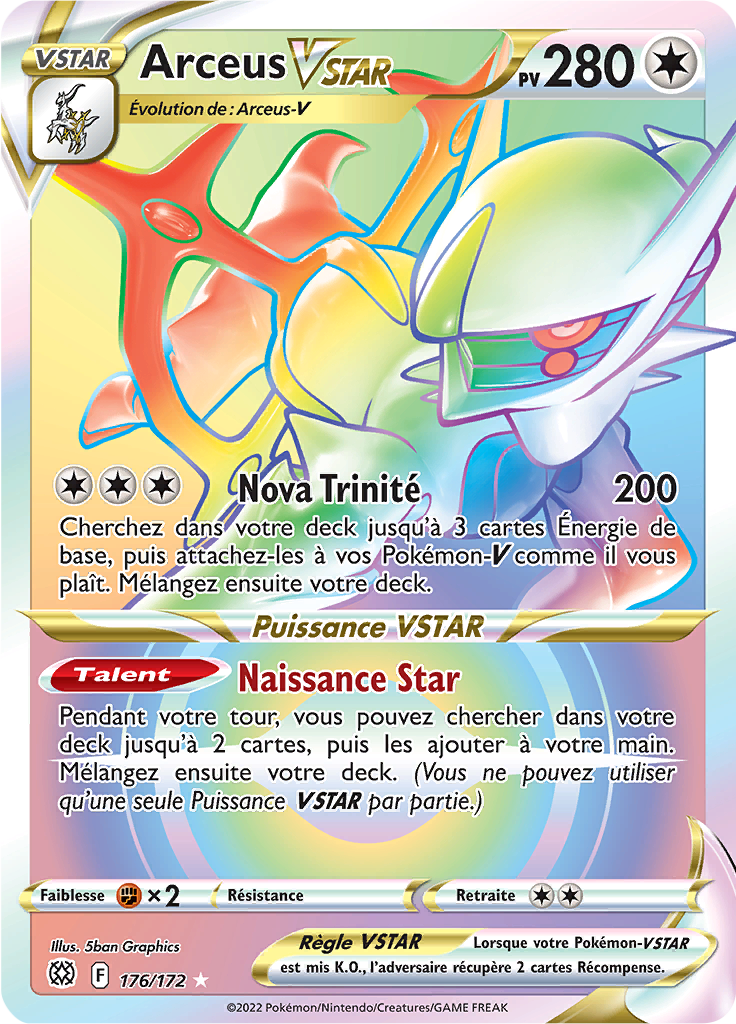 VSTAR
Arceus VSTAR
PV 280
Évolution de : Arceus-V
Nova Trinité 200
Cherchez dans votre deck jusqu'à 3 cartes Énergie de
base, puis attachez-les à vos Pokémon-V comme il vous
plaît. Mélangez ensuite votre deck.
Puissance VSTAR
Talent Naissance Star
Pendant votre tour, vous pouvez chercher dans votre
deck jusqu'à 2 cartes, puis les ajouter à votre main.
Mélangez ensuite votre deck. (Vous ne pouvez utiliser
qu'une seule Puissance VSTAR par partie.)
Faiblesse ×2 Résistance Retraite
Illus. 5ban Graphics
F 176/172
Règle VSTAR Lorsque votre Pokémon-VSTAR
est mis K.O., l'adversaire récupère 2 cartes Récompense.
©2022 Pokémon/Nintendo/Creatures/GAME FREAK